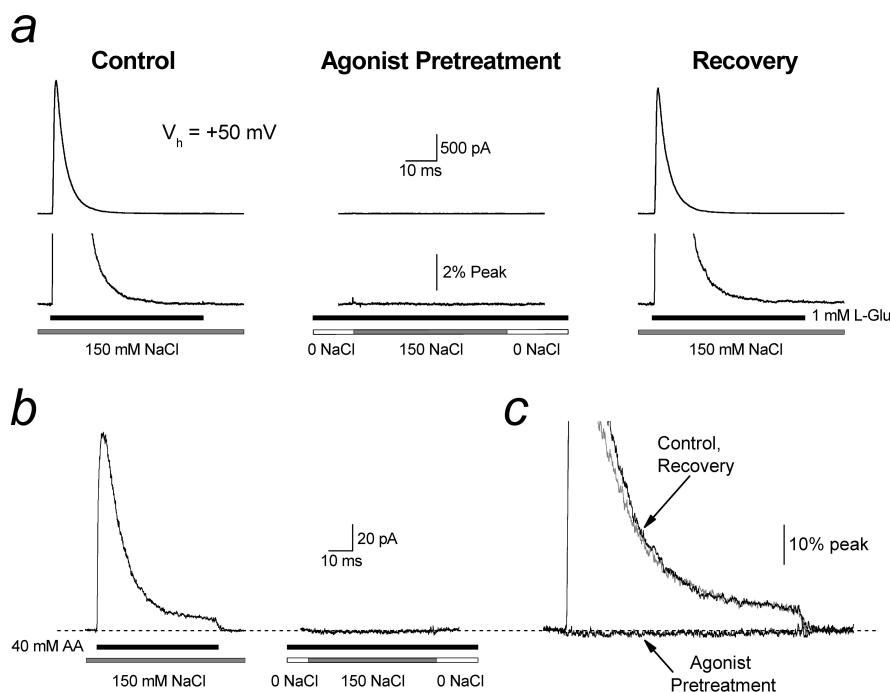 a
Control
Agonist Pretreatment
Recovery
Vh = +50 mV
500 pA
10 ms
2% Peak
1 mM L-Glu
150 mM NaCl
0 NaCl 150 NaCl 0 NaCl
150 mM NaCl
b
c
Control,
Recovery
20 pA
10 ms
10% peak
40 mM AA
150 mM NaCl
0 NaCl 150 NaCl 0 NaCl
Agonist
Pretreatment